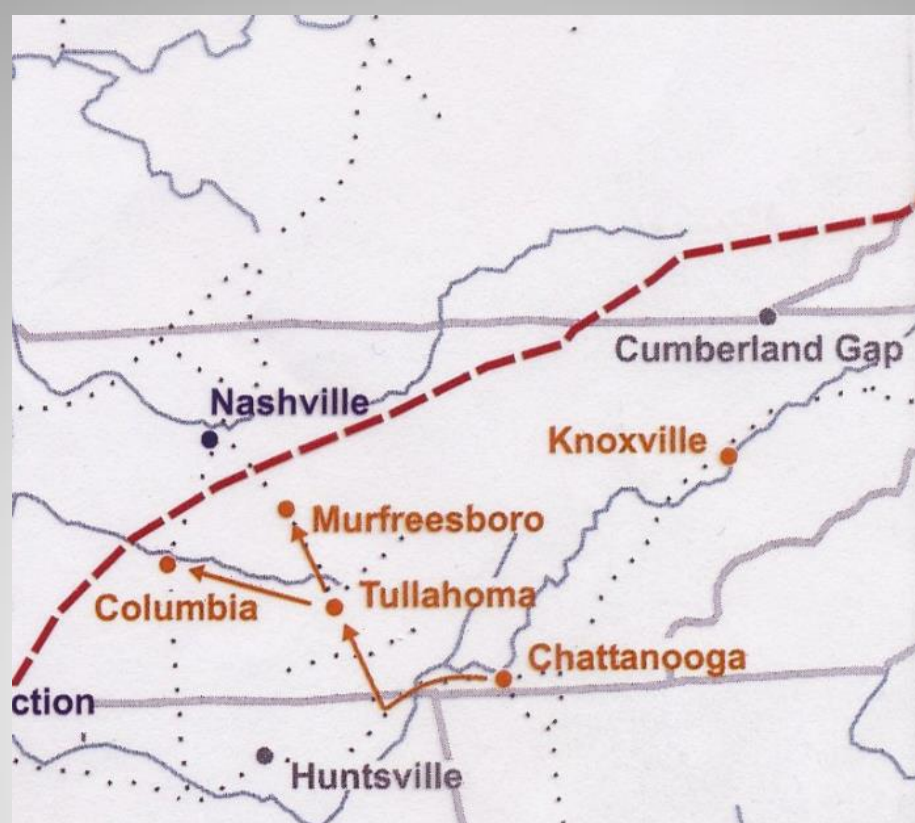 Cumberland Gap
Nashville
Knoxville
Murfreesboro
Tullahoma
Columbia
Chattanooga
ction
Huntsville